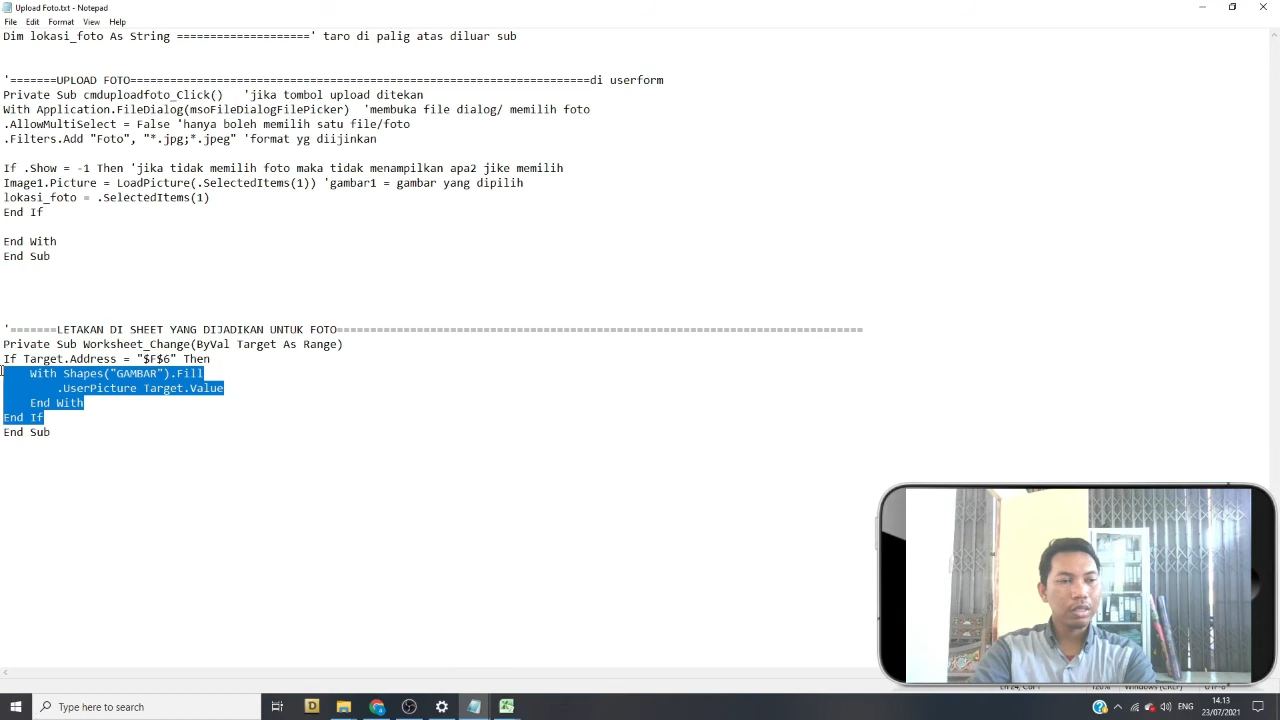 Upload Foto.txt - Notepad
File Edit Format View Help
Dim lokasi_foto As String ====================' taro di palig atas diluar sub
'=======UPLOAD FOTO=====================================================================di userform
Private Sub cmduploadfoto_Click() 'jika tombol upload ditekan
With Application.FileDialog(msoFileDialogFilePicker) 'membuka file dialog/ memilih foto
.AllowMultiSelect = False 'hanya boleh memilih satu file/foto
.Filters.Add "Foto", "*.jpg;*.jpeg" 'format yg diijinkan
If .Show = -1 Then 'jika tidak memilih foto maka tidak menampilkan apa2 jike memilih
Image1.Picture = LoadPicture(.SelectedItems(1)) 'gambar1 = gambar yang dipilih
lokasi_foto = .SelectedItems(1)
End If
End With
End Sub
'=======LETAKAN DI SHEET YANG DIJADIKAN UNTUK FOTO===============================================================================
Private Sub Worksheet_Change(ByVal Target As Range)
If Target.Address = "$F$6" Then
With Shapes("GAMBAR").Fill
.UserPicture Target.Value
End With
End If
End Sub
Type here to search
ENG
14.13
23/07/2021